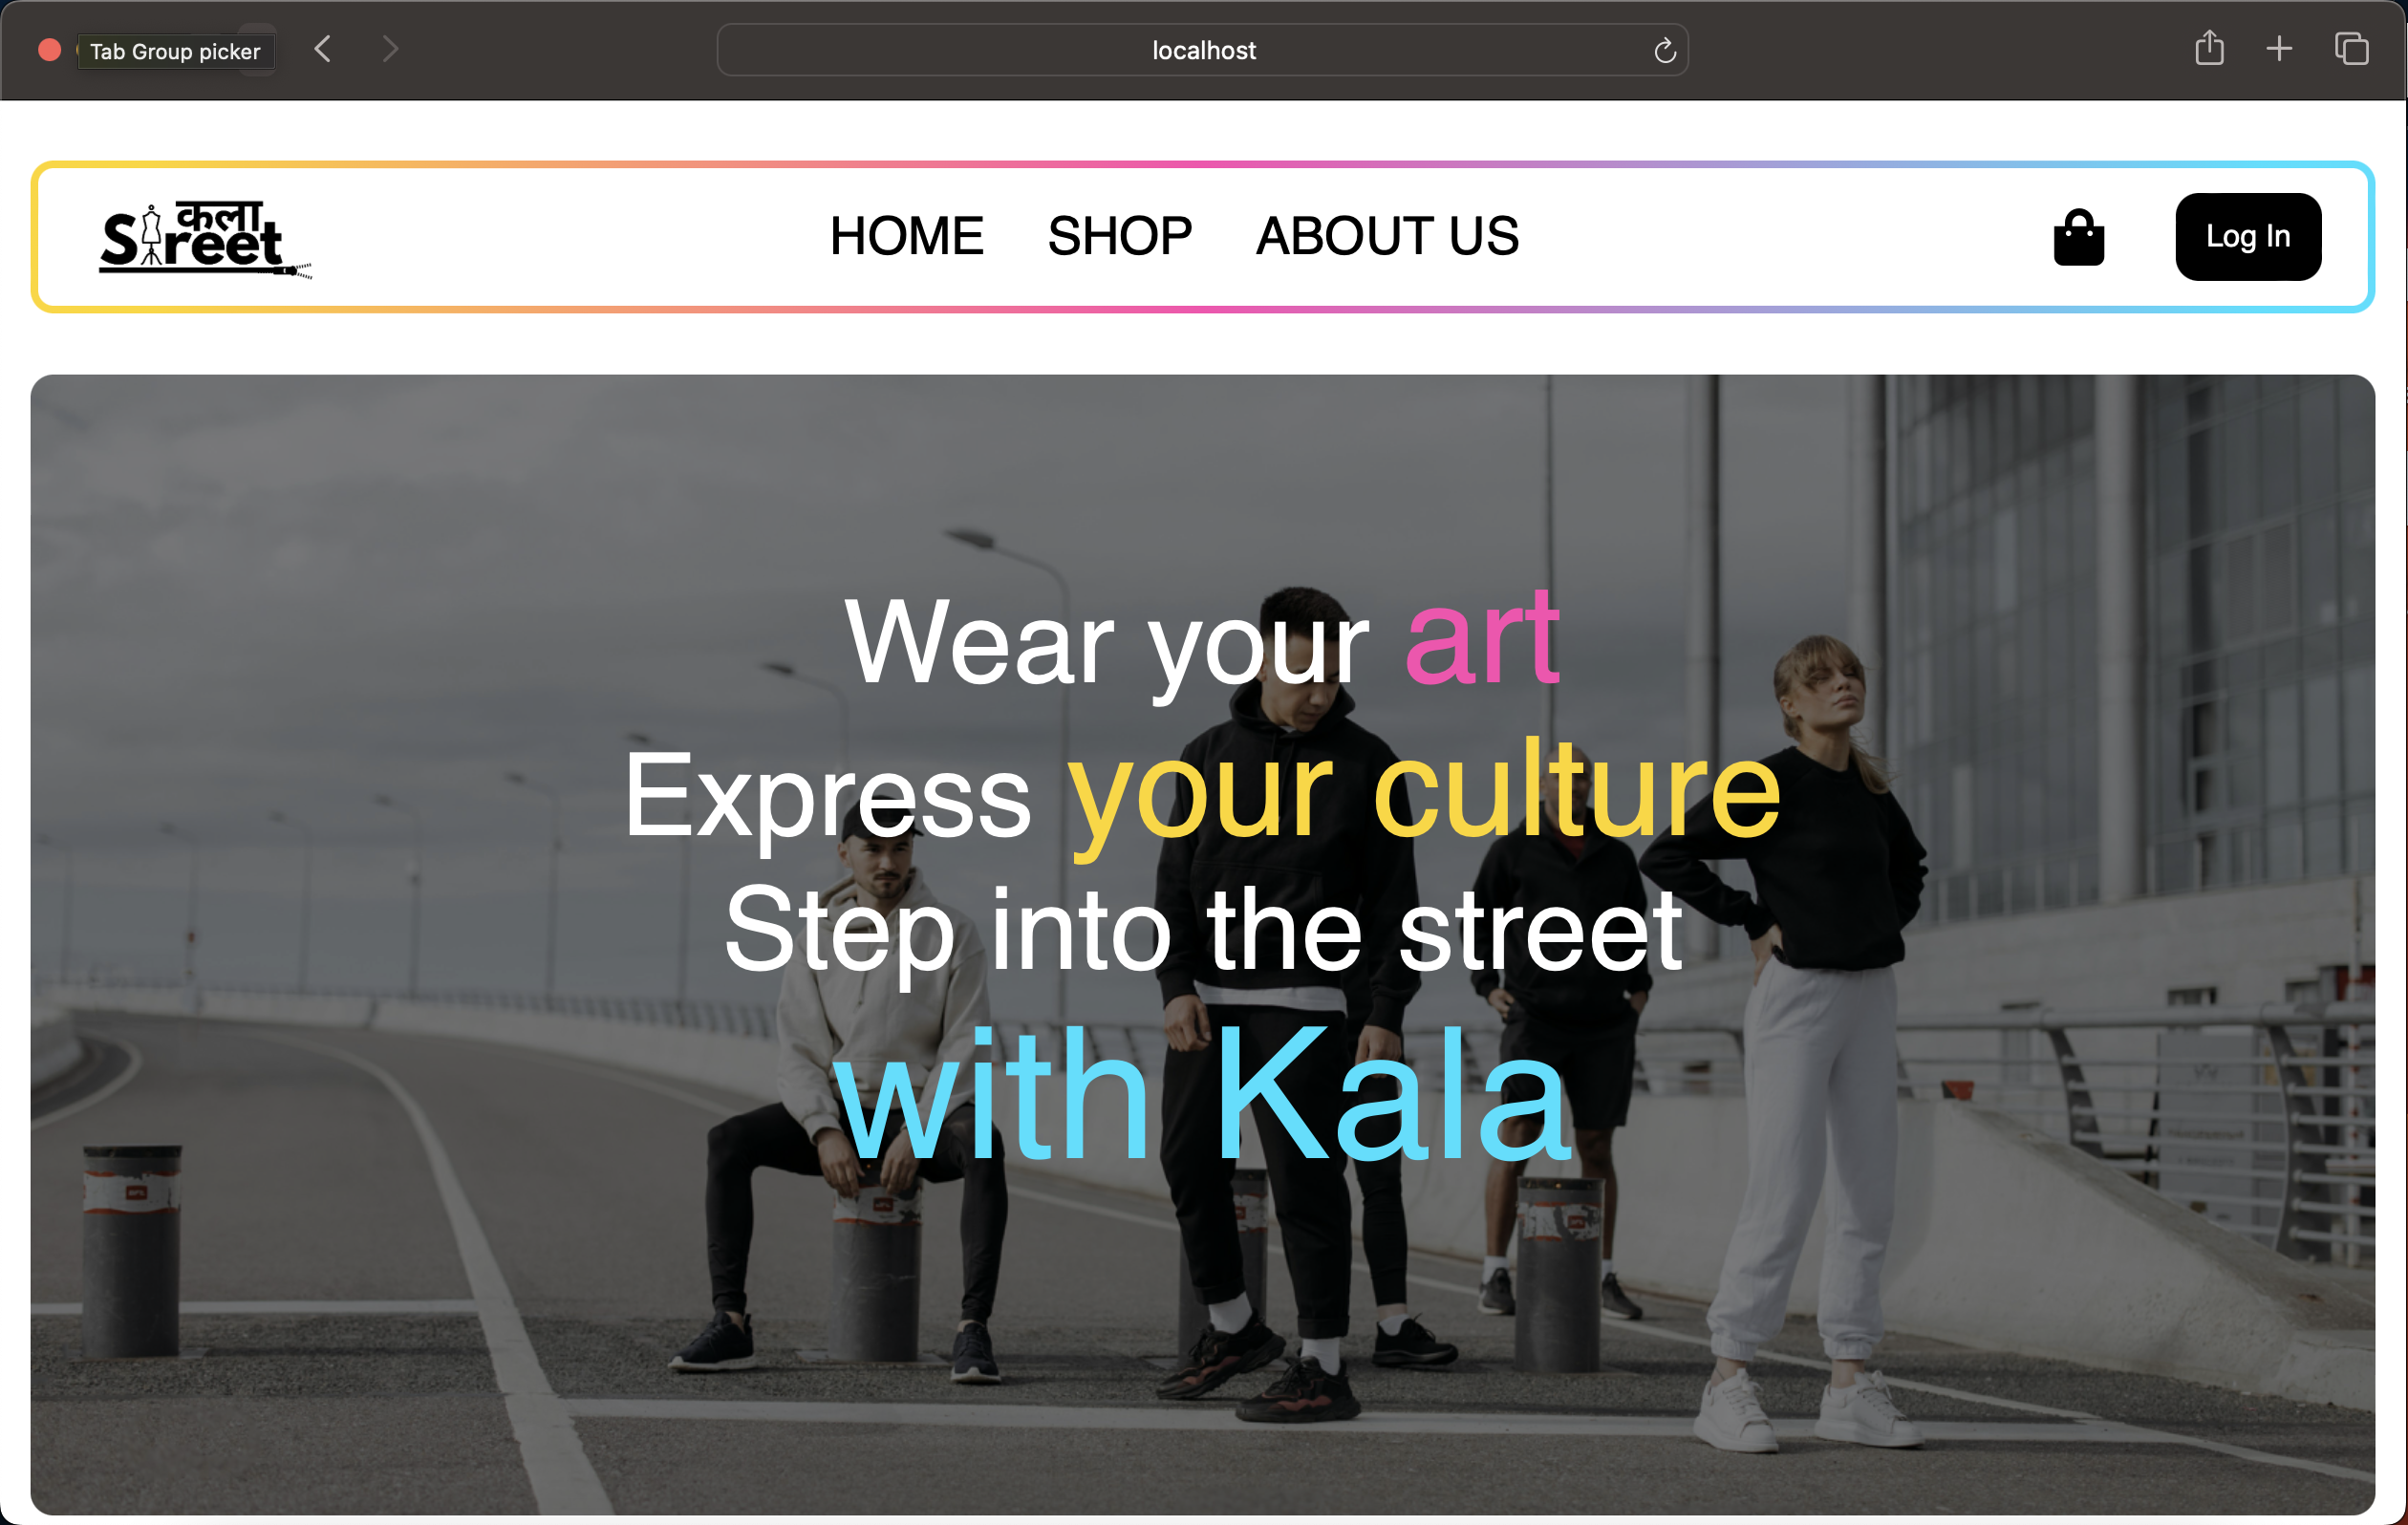 Tab Group picker
localhost
कला
Street
HOME SHOP ABOUT US
Log In
Wear your art
Express your culture
Step into the street
with Kala